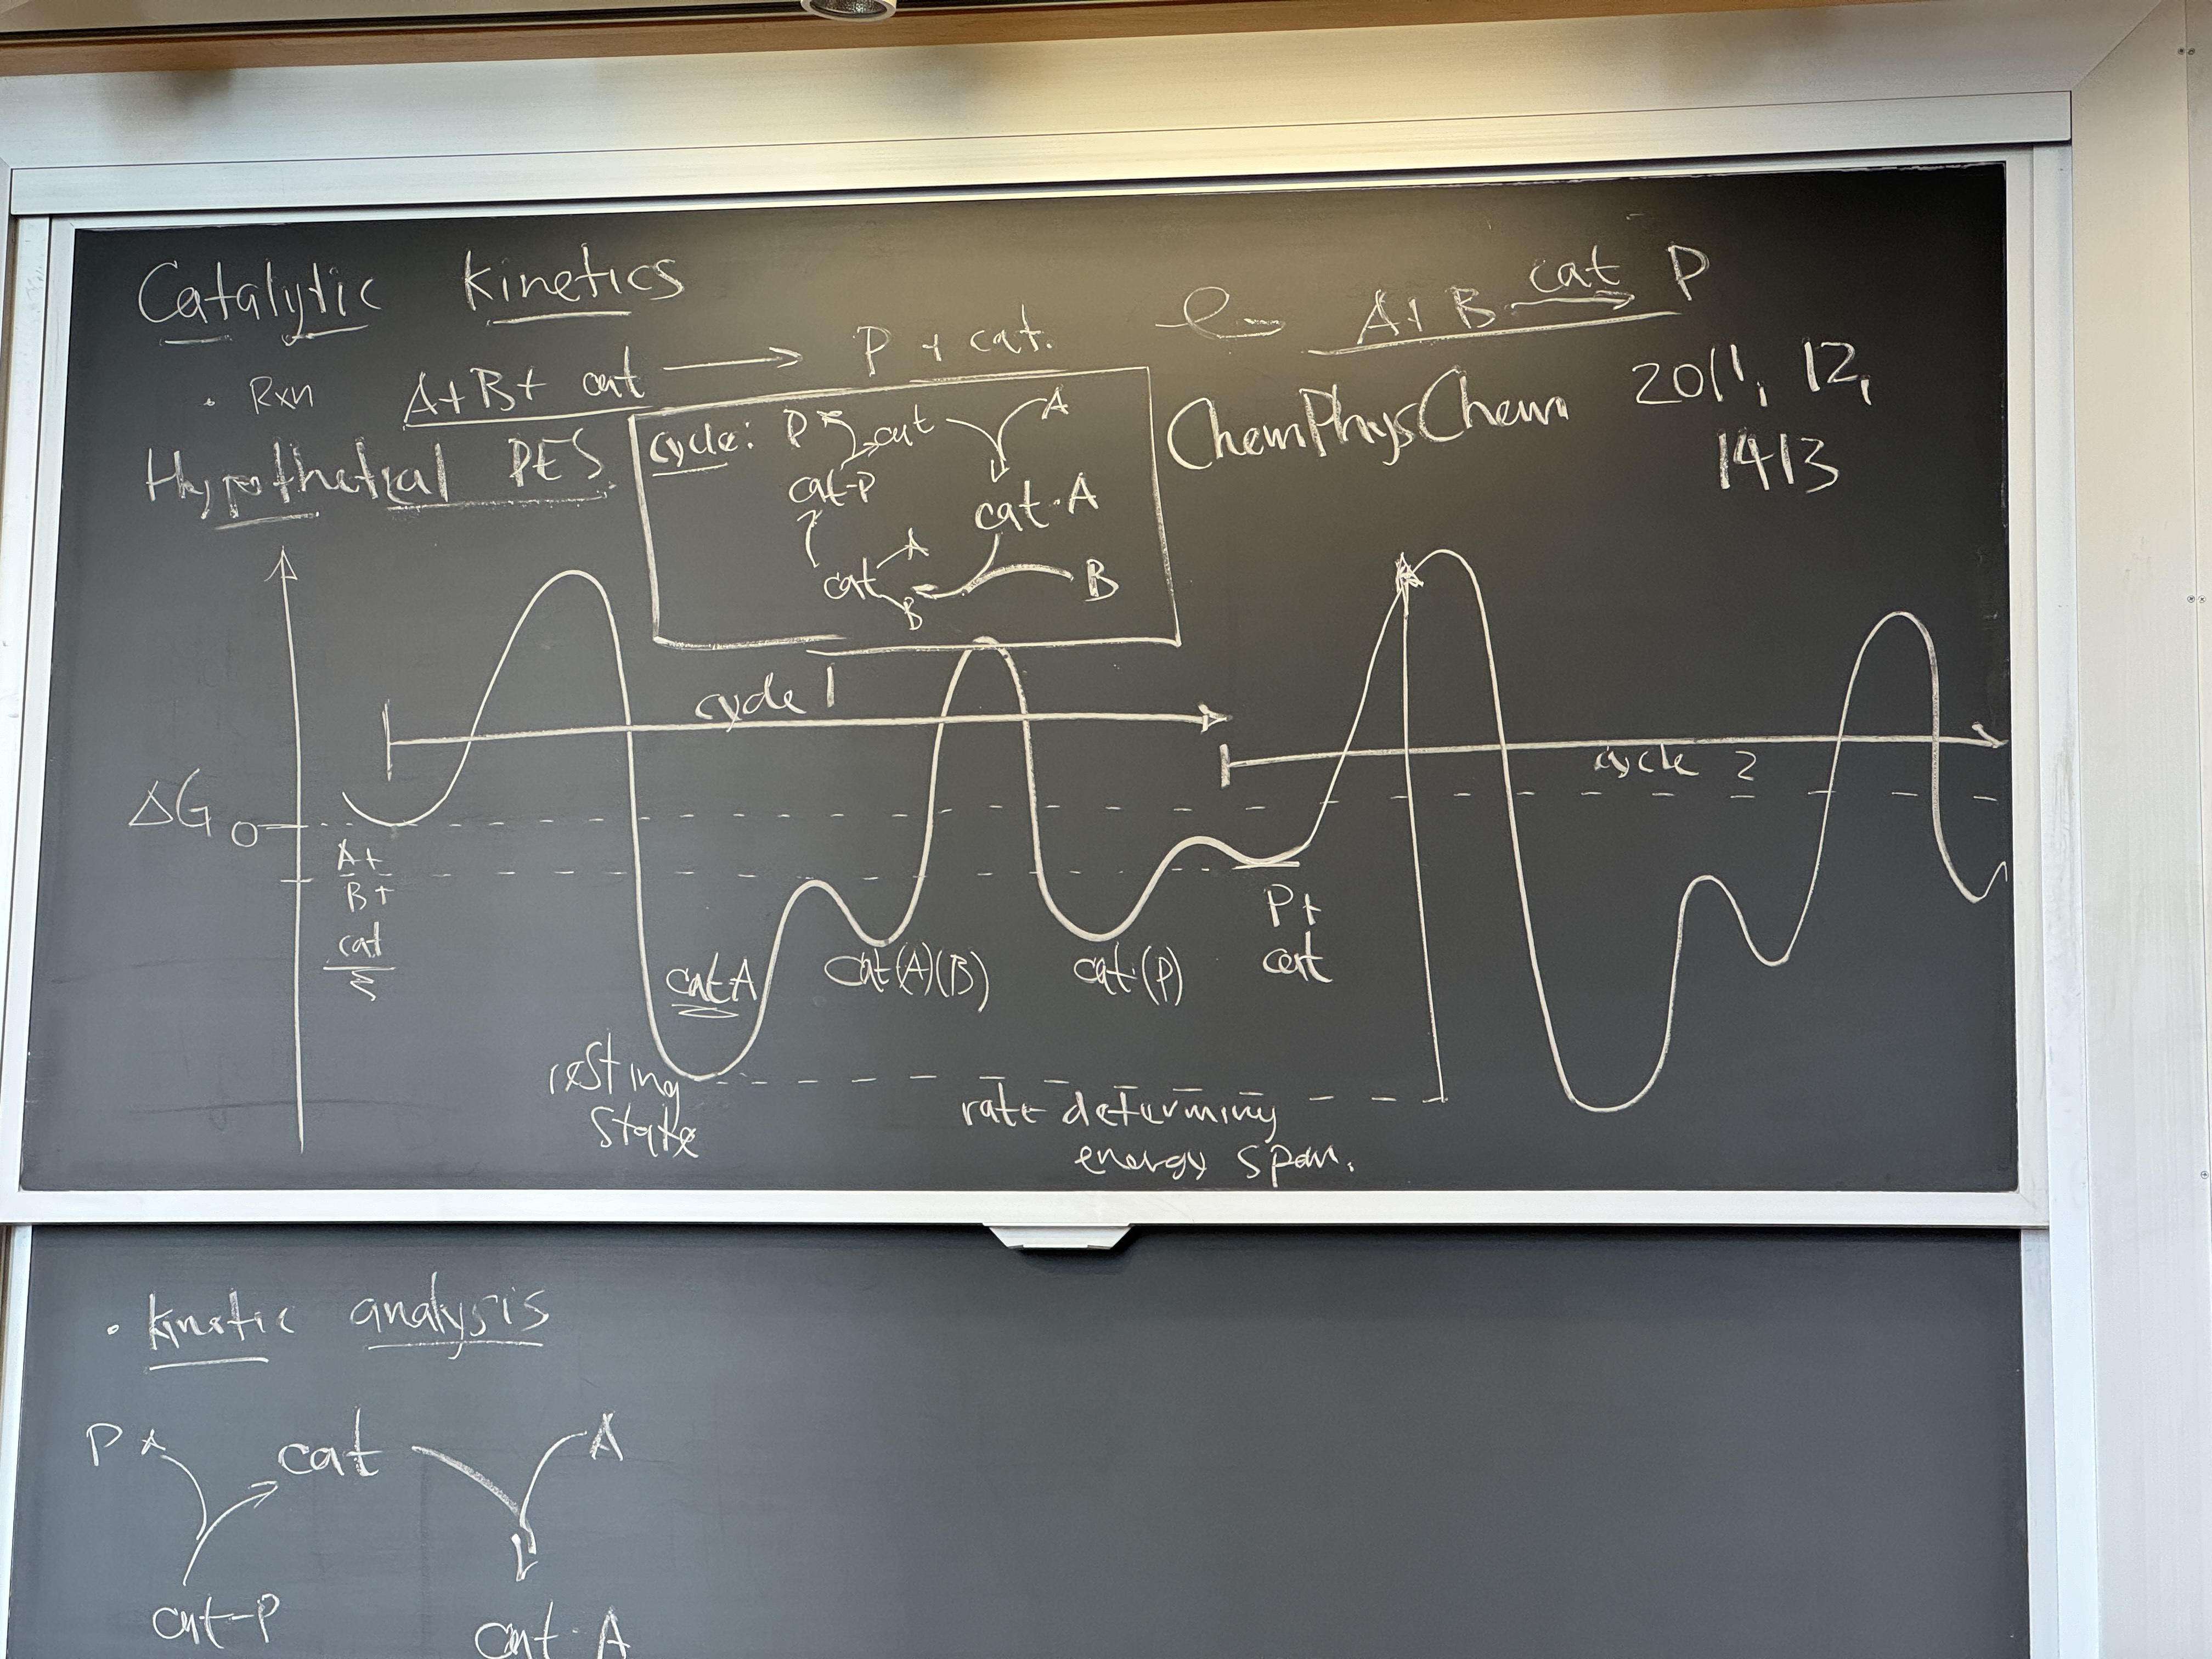 Catalytic Kinetics
• Rxn A+B+ cat → P + cat.
A+ B cat→ P
ChemPhysChem 2011, 12,
1413
Hypothetical PES
cycle: P cat A
cat-P
cat·A
cat A
B
B
cycle 1
cycle 2
ΔG 0
A+
B+
cat
cat·A
cat(A)(B)
cat·(P)
P+
cat
resting
state
rate-determining
energy span.
• kinetic analysis
P cat A
cat-P
cat·A